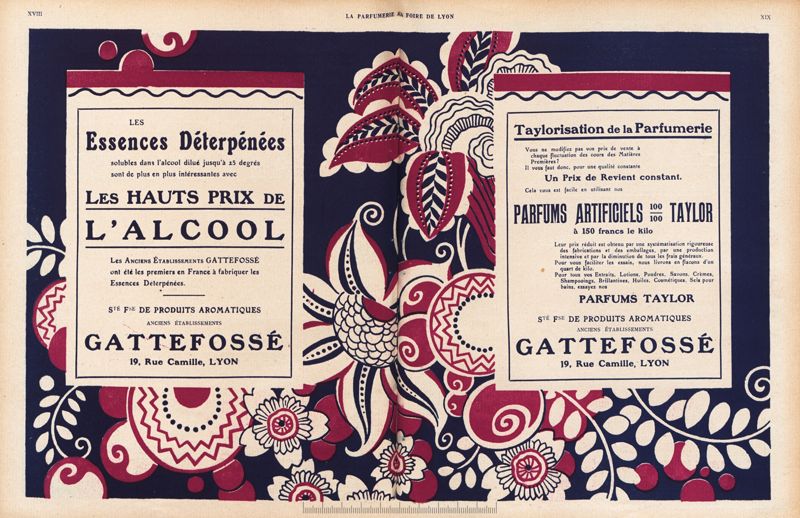 XVIII
LA PARFUMERIE EN FOIRE DE LYON
XIX
LES
Essences Déterpénées
solubles dans l'alcool dilué jusqu'à 25 degrés
sont de plus en plus intéressantes avec
LES HAUTS PRIX DE
L'ALCOOL
LES ANCIENS ÉTABLISSEMENTS GATTEFOSSÉ
ont été les premiers en France à fabriquer les
Essences Déterpénées.
STÉ FSE DE PRODUITS AROMATIQUES
ANCIENS ÉTABLISSEMENTS
GATTEFOSSÉ
19, Rue Camille, LYON
Taylorisation de la Parfumerie
Vous ne modifiez pas vos prix de vente à
chaque fluctuation des cours des Matières
Premières?
Il vous faut donc, pour une qualité constante
Un Prix de Revient constant.
Cela vous est facile en utilisant nos
PARFUMS ARTIFICIELS 100/100 TAYLOR
à 150 francs le kilo
Leur prix réduit est obtenu par une systématisation rigoureuse
des fabrications et des emballages, par une production
intensive et par la diminution de tous les frais généraux.
Pour vous faciliter les essais, nous livrons en flacons d'un
quart de kilo.
Pour tous vos Extraits, Lotions, Poudres, Savons, Crèmes,
Shampooings, Brillantines, Huiles, Cosmétiques, Sels pour
bains, essayez nos
PARFUMS TAYLOR
STÉ FSE DE PRODUITS AROMATIQUES
ANCIENS ÉTABLISSEMENTS
GATTEFOSSÉ
19, Rue Camille, LYON